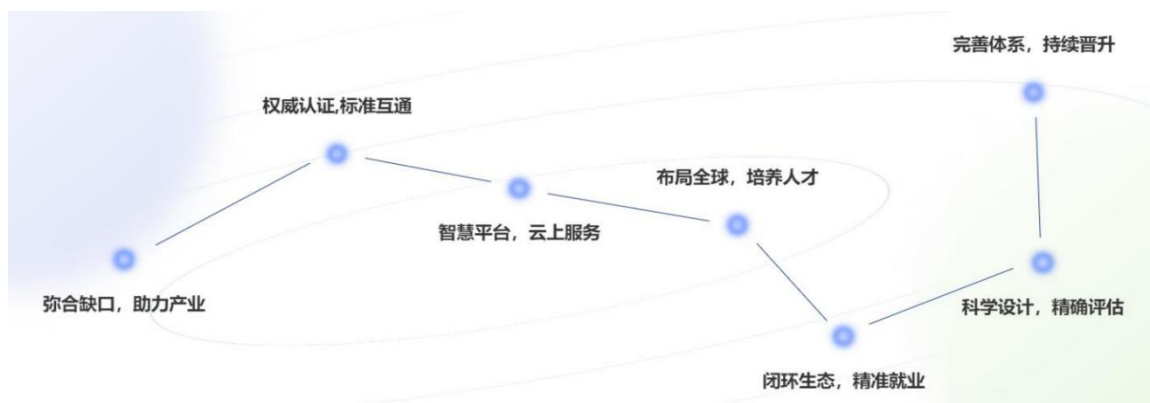 完善体系，持续晋升
权威认证,标准互通
布局全球，培养人才
智慧平台，云上服务
弥合缺口，助力产业
科学设计，精确评估
闭环生态，精准就业